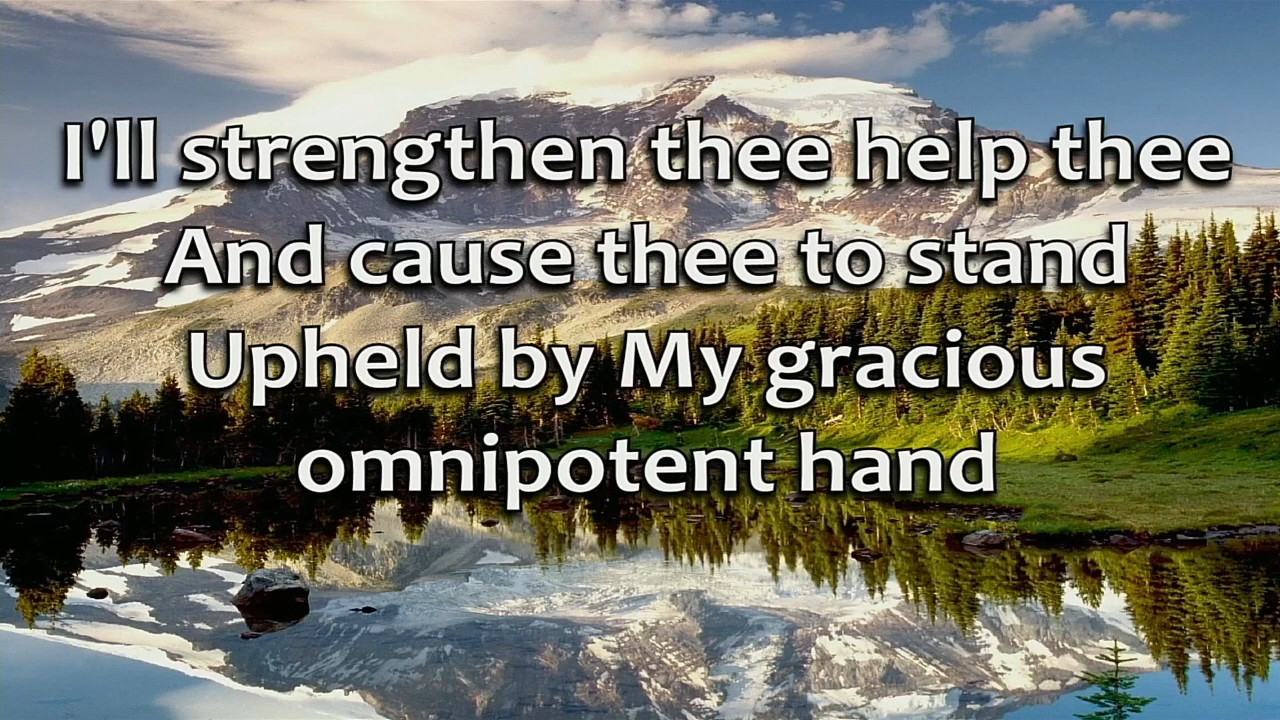 I'll strengthen thee help thee
And cause thee to stand
Upheld by My gracious
omnipotent hand